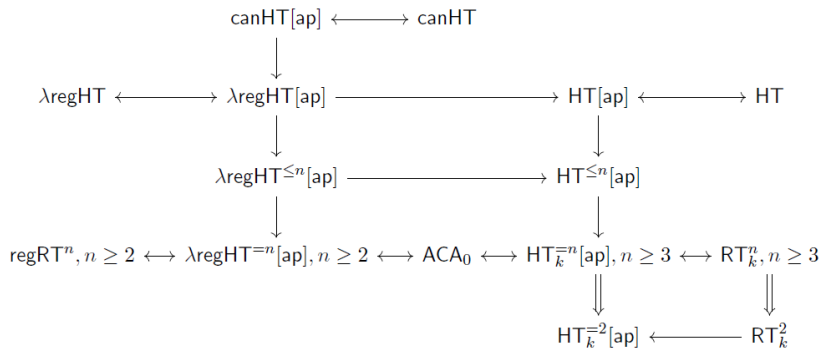 canHT[ap] ⟷ canHT
λregHT ⟷ λregHT[ap] ⟶ HT[ap] ⟷ HT
λregHT^{≤n}[ap] ⟶ HT^{≤n}[ap]
regRT^n, n ≥ 2 ⟷ λregHT^{=n}[ap], n ≥ 2 ⟷ ACA_0 ⟷ HT_k^{=n}[ap], n ≥ 3 ⟷ RT_k^n, n ≥ 3
HT_k^{=2}[ap] ⟵ RT_k^2